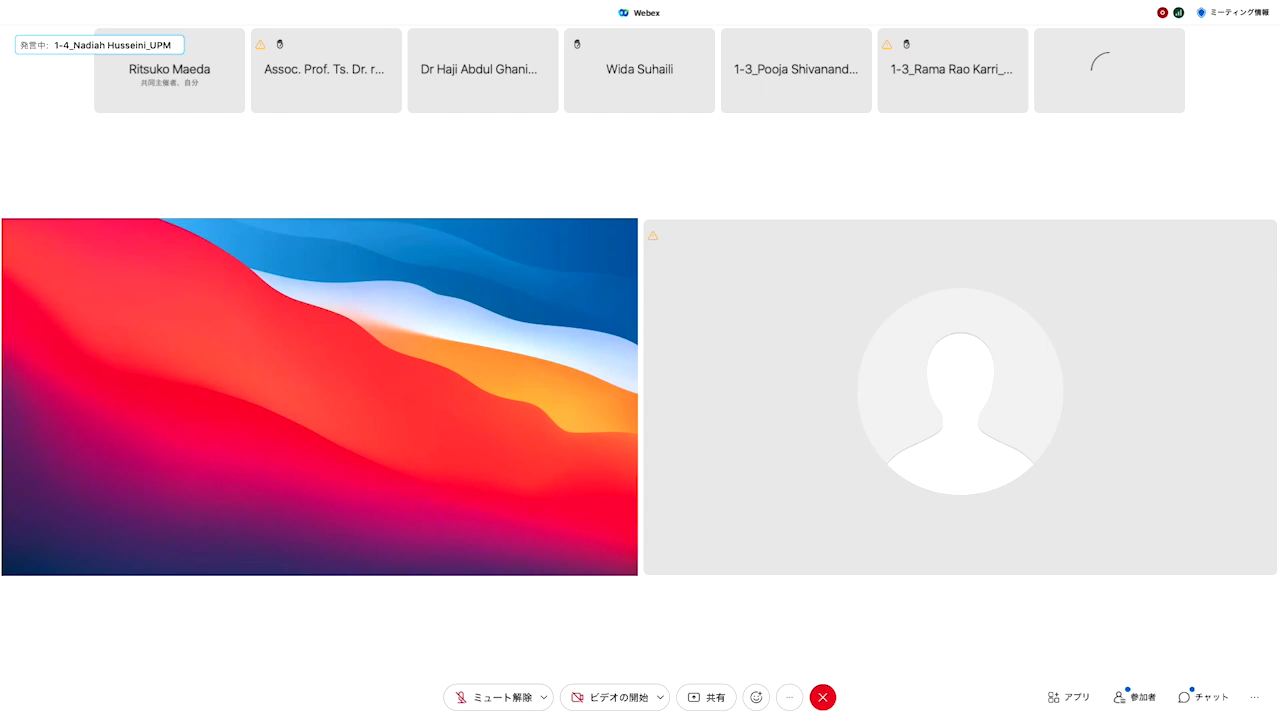 Webex
ミーティング情報
発言中: 1-4_Nadiah Husseini_UPM
Ritsuko Maeda
共同主催者、自分
Assoc. Prof. Ts. Dr. r...
Dr Haji Abdul Ghani...
Wida Suhaili
1-3_Pooja Shivanand...
1-3_Rama Rao Karri_...
ミュート解除
ビデオの開始
共有
アプリ
参加者
チャット